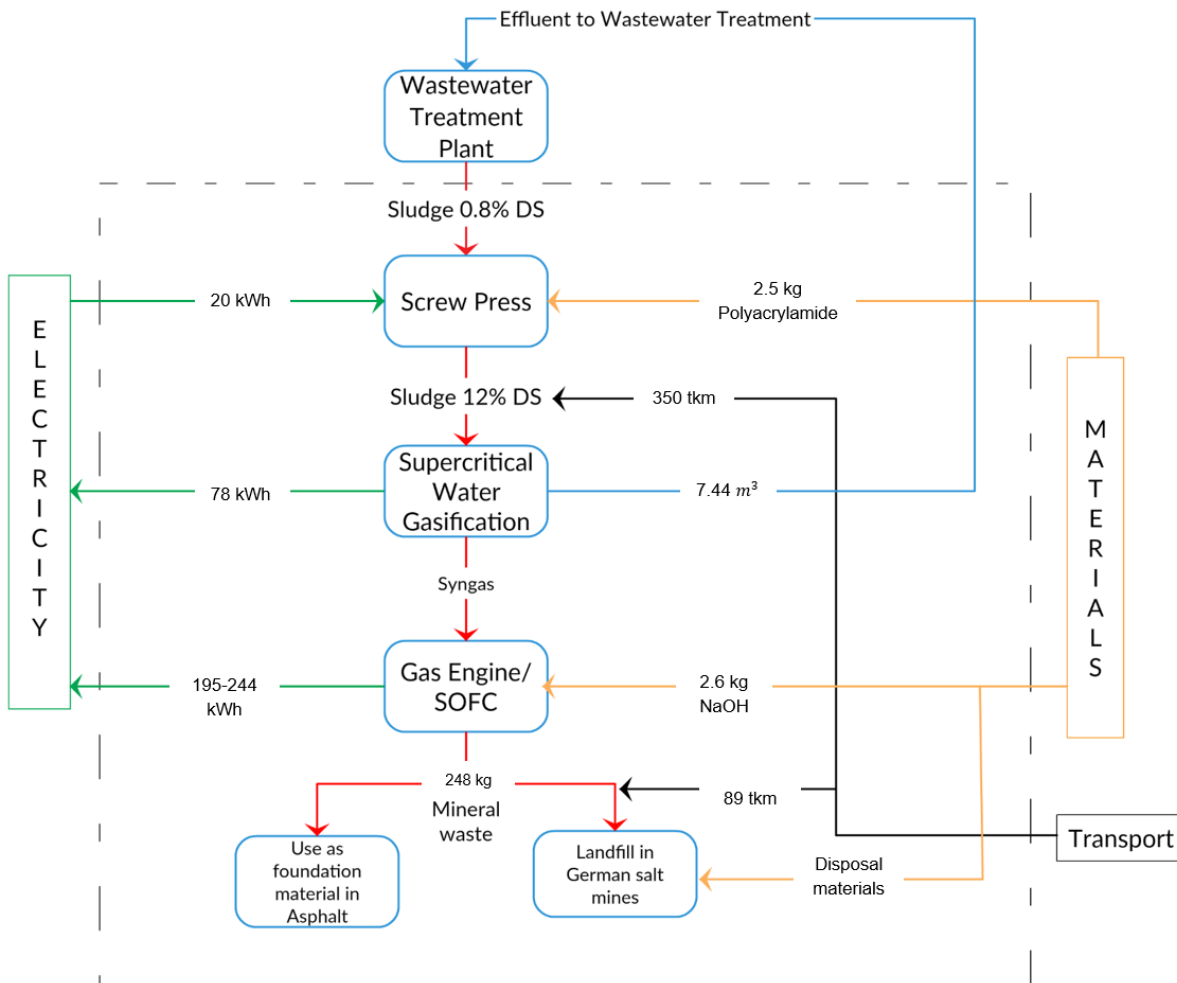 Effluent to Wastewater Treatment
Wastewater
Treatment
Plant
Sludge 0.8% DS
20 kWh
Screw Press
2.5 kg
Polyacrylamide
ELECTRICITY
Sludge 12% DS
350 tkm
MATERIALS
78 kWh
Supercritical
Water
Gasification
7.44 m³
Syngas
195-244
kWh
Gas Engine/
SOFC
2.6 kg
NaOH
248 kg
Mineral
waste
89 tkm
Transport
Use as
foundation
material in
Asphalt
Landfill in
German salt
mines
Disposal
materials